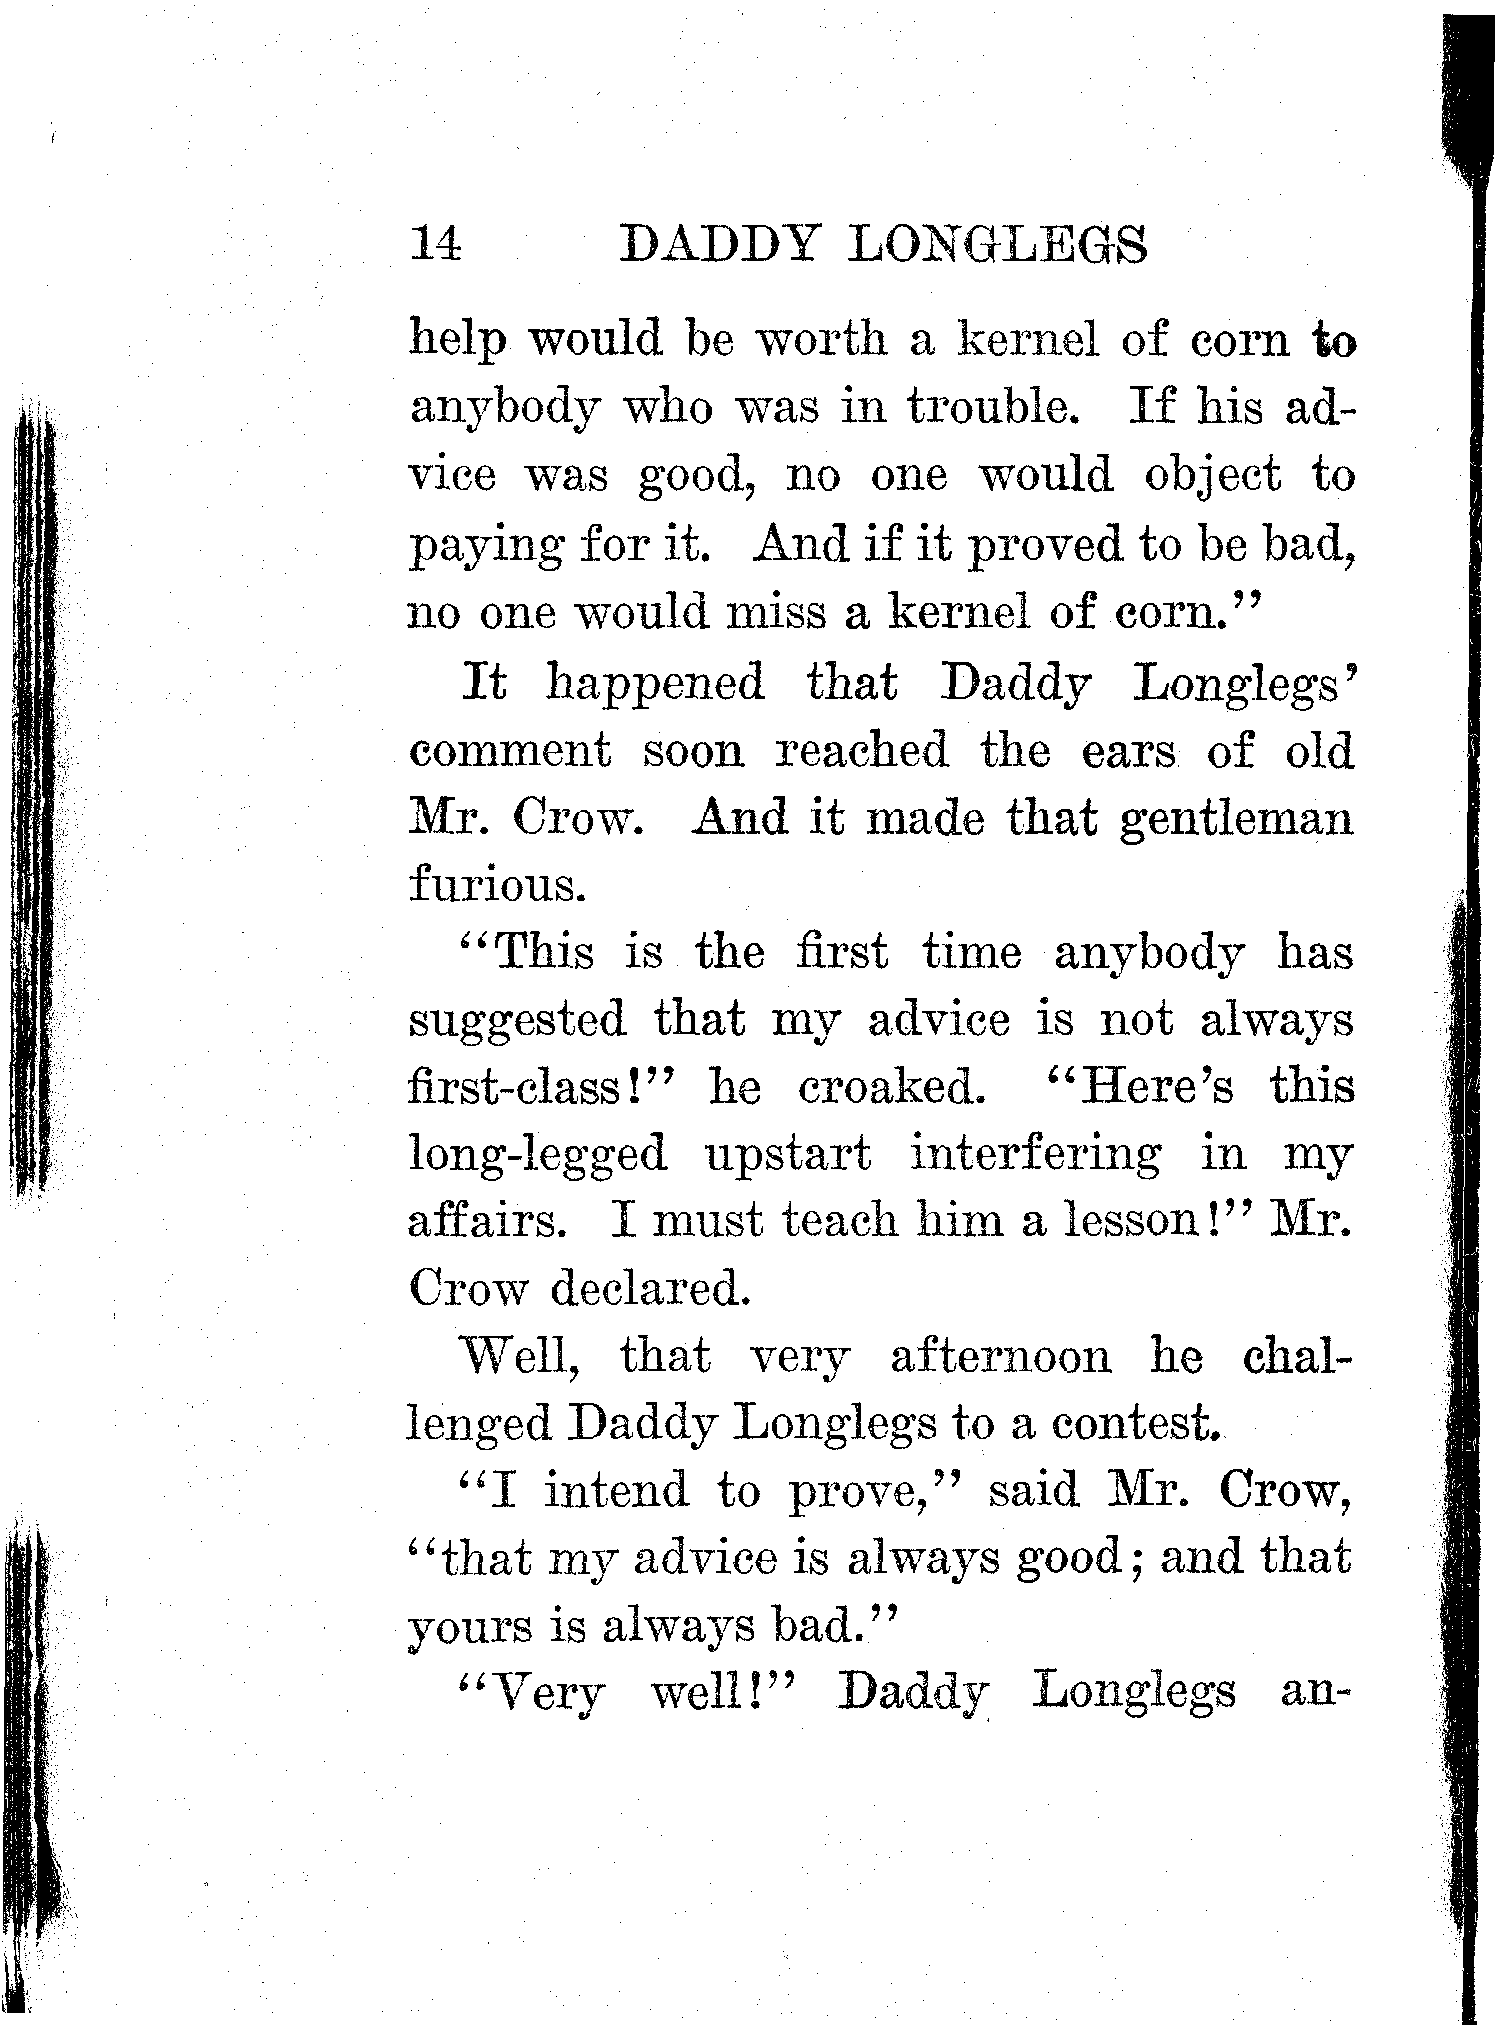 14 DADDY LONGLEGS
help would be worth a kernel of corn to
anybody who was in trouble. If his ad-
vice was good, no one would object to
paying for it. And if it proved to be bad,
no one would miss a kernel of corn.”
It happened that Daddy Longlegs’
comment soon reached the ears of old
Mr. Crow. And it made that gentleman
furious.
“This is the first time anybody has
suggested that my advice is not always
first-class!” he croaked. “Here’s this
long-legged upstart interfering in my
affairs. I must teach him a lesson!” Mr.
Crow declared.
Well, that very afternoon he chal-
lenged Daddy Longlegs to a contest.
“I intend to prove,” said Mr. Crow,
“that my advice is always good; and that
yours is always bad.”
“Very well!” Daddy Longlegs an-